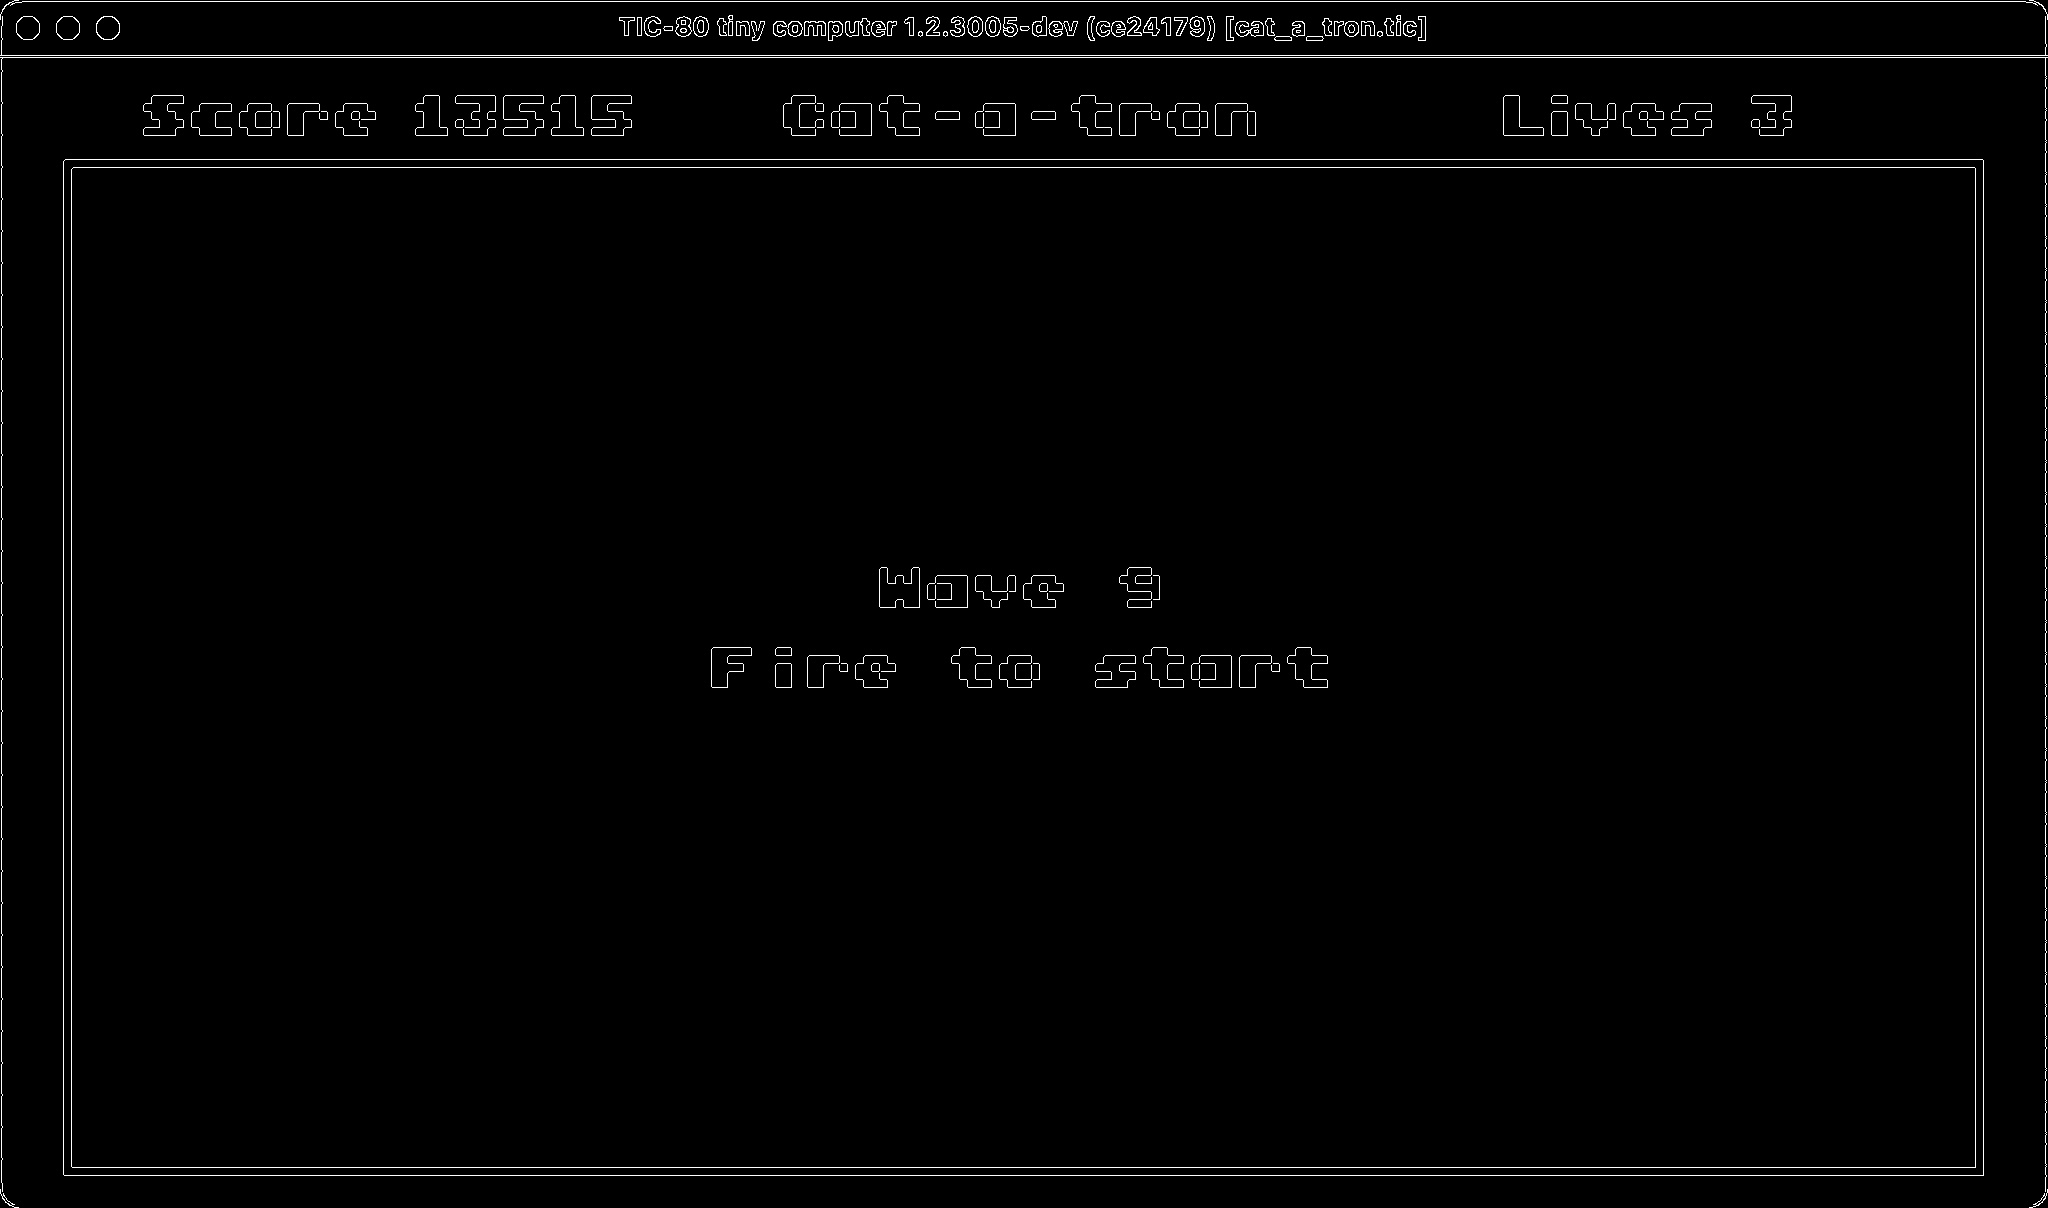 TIC-80 tiny computer 1.2.3005-dev (ce24179) [cat_a_tron.tic]
Score 13515 Cat-a-tron Lives 3
Wave 9
Fire to start